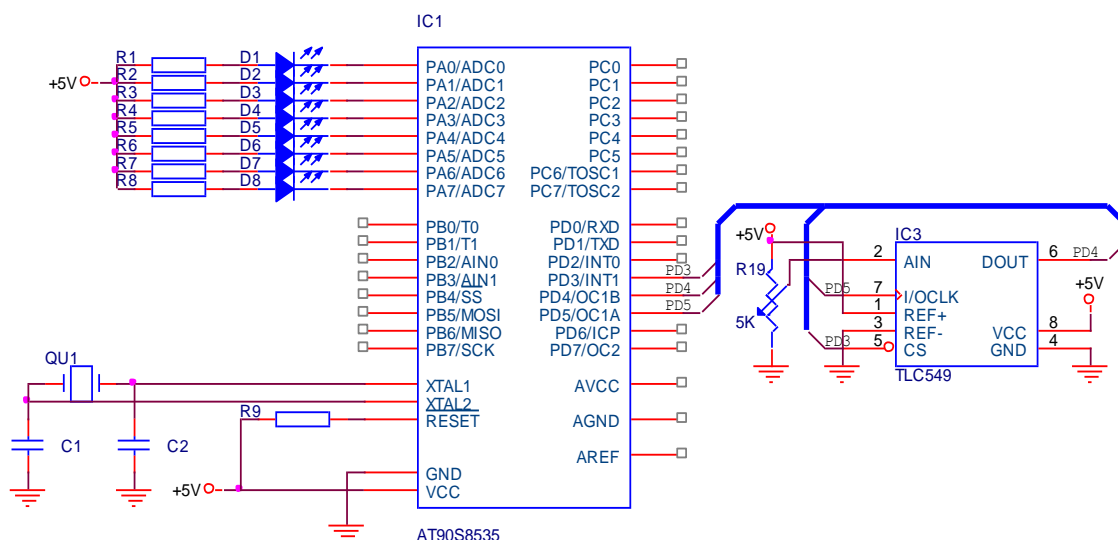 IC1
+5V
R1 D1 PA0/ADC0 PC0
R2 D2 PA1/ADC1 PC1
R3 D3 PA2/ADC2 PC2
R4 D4 PA3/ADC3 PC3
R5 D5 PA4/ADC4 PC4
R6 D6 PA5/ADC5 PC5
R7 D7 PA6/ADC6 PC6/TOSC1
R8 D8 PA7/ADC7 PC7/TOSC2
PB0/T0 PD0/RXD
PB1/T1 PD1/TXD
PB2/AIN0 PD2/INT0
PB3/AIN1 PD3/INT1 PD3
PB4/SS PD4/OC1B PD4
PB5/MOSI PD5/OC1A PD5
PB6/MISO PD6/ICP
PB7/SCK PD7/OC2
QU1
XTAL1 AVCC
XTAL2
R9 RESET AGND
C1 C2
AREF
GND
+5V VCC
AT90S8535
+5V
R19
5K
IC3
2 AIN DOUT 6 PD4
PD5 7 I/OCLK +5V
1 REF+
3 REF- VCC 8
PD3 5 CS GND 4
TLC549